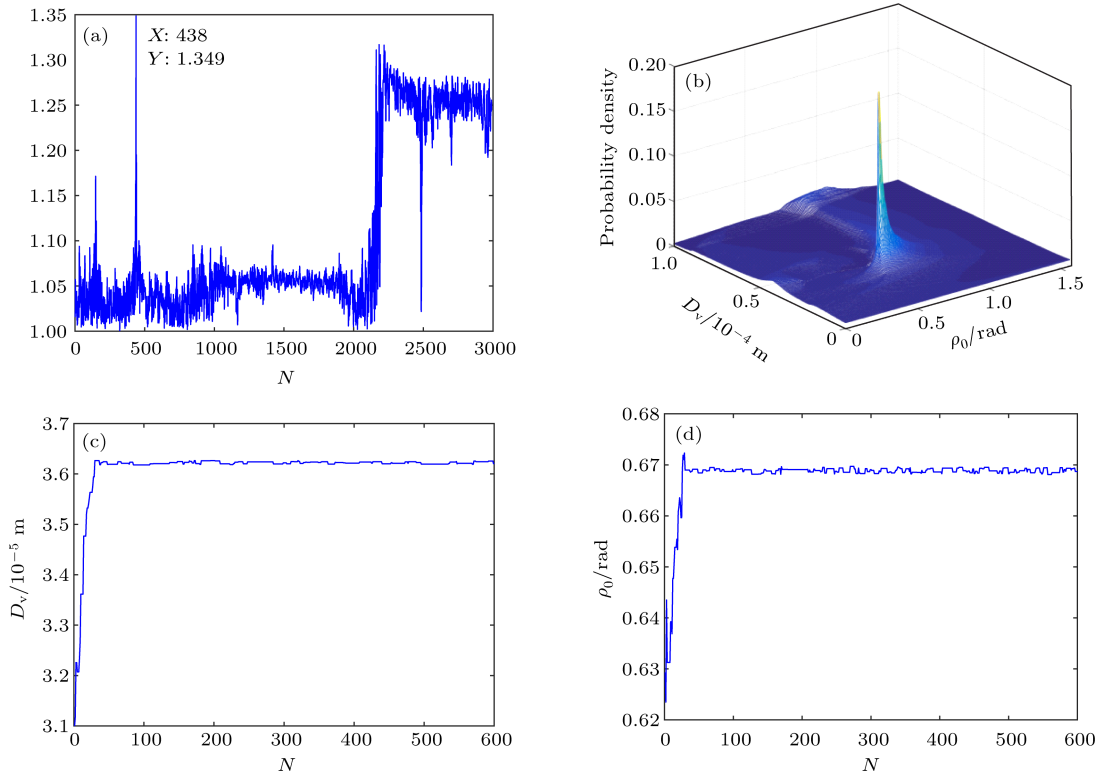 (a)
X: 438
Y: 1.349
1.35
1.30
1.25
1.20
1.15
1.10
1.05
1.00
0 500 1000 1500 2000 2500 3000
N
(b)
Probability density
0.20
0.15
0.10
0.05
0
1.0
0.5
0
D_v/10⁻⁴ m
0
0.5
1.0
1.5
ρ₀/rad
(c)
D_v/10⁻⁵ m
3.7
3.6
3.5
3.4
3.3
3.2
3.1
0 100 200 300 400 500 600
N
(d)
ρ₀/rad
0.68
0.67
0.66
0.65
0.64
0.63
0.62
0 100 200 300 400 500 600
N